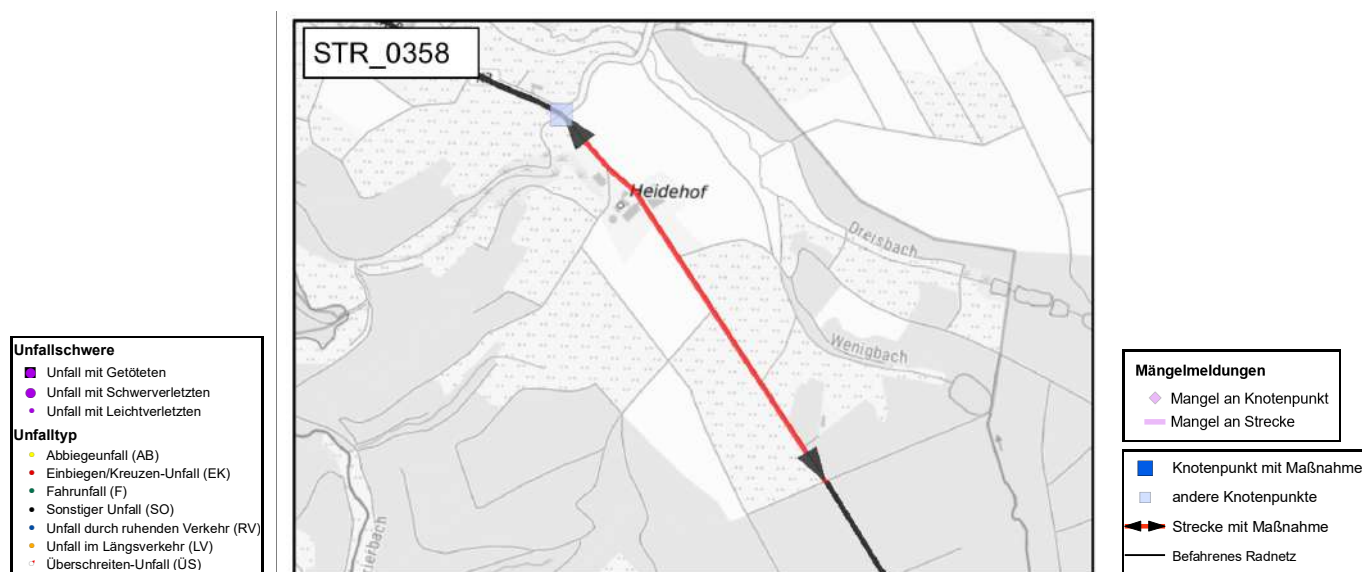 STR_0358
Heidehof
Dreisbach
Wenigbach
Unfallschwere
Unfall mit Getöteten
Unfall mit Schwerverletzten
Unfall mit Leichtverletzten
Unfalltyp
Abbiegeunfall (AB)
Einbiegen/Kreuzen-Unfall (EK)
Fahrunfall (F)
Sonstiger Unfall (SO)
Unfall durch ruhenden Verkehr (RV)
Unfall im Längsverkehr (LV)
Überschreiten-Unfall (ÜS)
Mängelmeldungen
Mangel an Knotenpunkt
Mangel an Strecke
Knotenpunkt mit Maßnahme
andere Knotenpunkte
Strecke mit Maßnahme
Befahrenes Radnetz